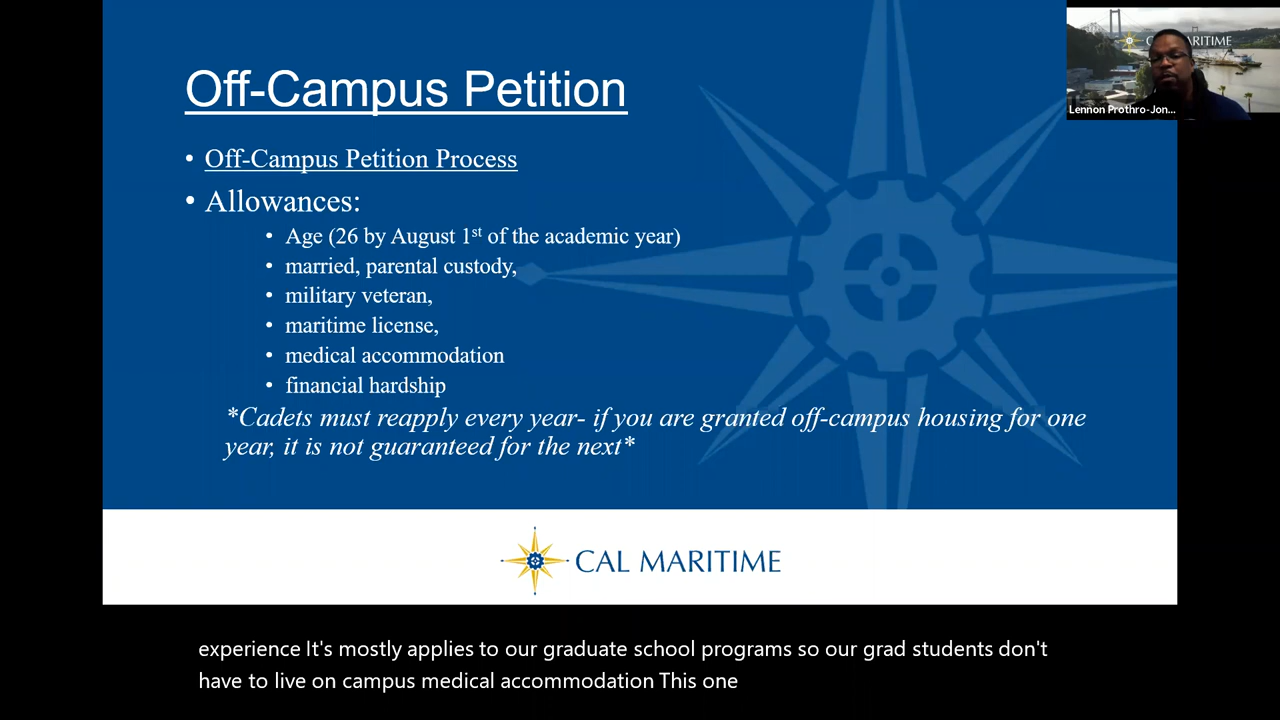 Off-Campus Petition
• Off-Campus Petition Process
• Allowances:
• Age (26 by August 1st of the academic year)
• married, parental custody,
• military veteran,
• maritime license,
• medical accommodation
• financial hardship
*Cadets must reapply every year- if you are granted off-campus housing for one
year, it is not guaranteed for the next*
CAL MARITIME
Lennon Prothro-Jon...
experience It's mostly applies to our graduate school programs so our grad students don't
have to live on campus medical accommodation This one